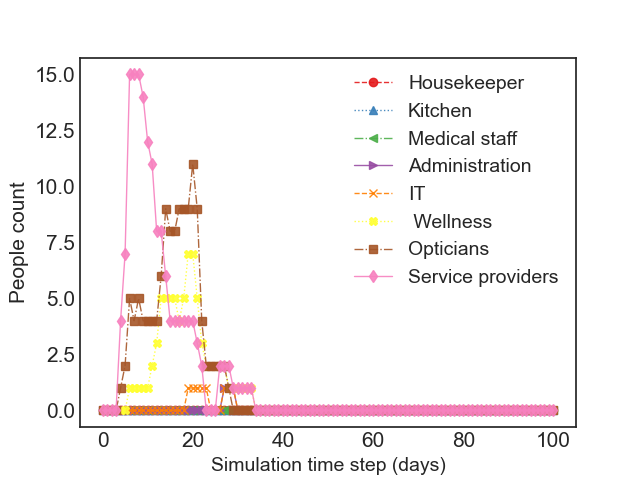 15.0
12.5
10.0
7.5
5.0
2.5
0.0
People count
Housekeeper
Kitchen
Medical staff
Administration
IT
Wellness
Opticians
Service providers
0 20 40 60 80 100
Simulation time step (days)